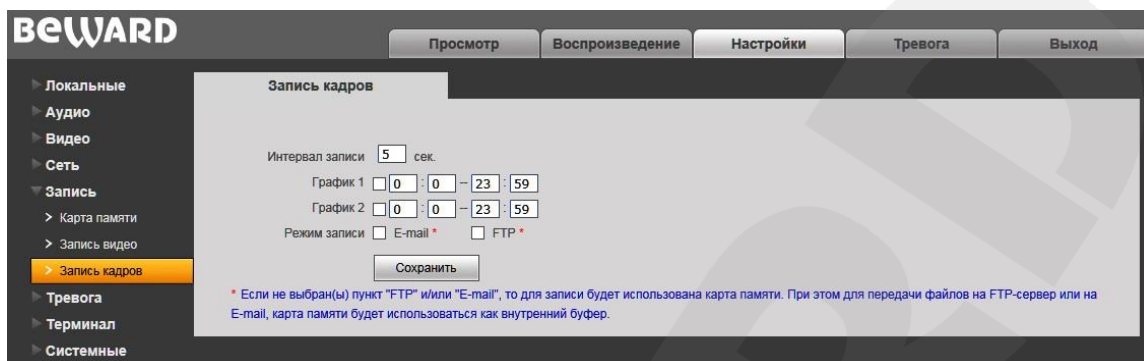 BEWARD
Просмотр Воспроизведение Настройки Тревога Выход
Локальные
Аудио
Видео
Сеть
Запись
Карта памяти
Запись видео
Запись кадров
Тревога
Терминал
Системные
Запись кадров
Интервал записи 5 сек.
График 1 0 : 0 – 23 : 59
График 2 0 : 0 – 23 : 59
Режим записи E-mail * FTP *
Сохранить
* Если не выбран(ы) пункт "FTP" и/или "E-mail", то для записи будет использована карта памяти. При этом для передачи файлов на FTP-сервер или на
E-mail, карта памяти будет использоваться как внутренний буфер.